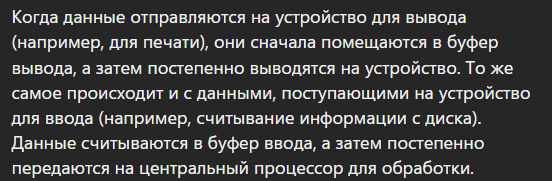 Когда данные отправляются на устройство для вывода
(например, для печати), они сначала помещаются в буфер
вывода, а затем постепенно выводятся на устройство. То же
самое происходит и с данными, поступающими на устройство
для ввода (например, считывание информации с диска).
Данные считываются в буфер ввода, а затем постепенно
передаются на центральный процессор для обработки.